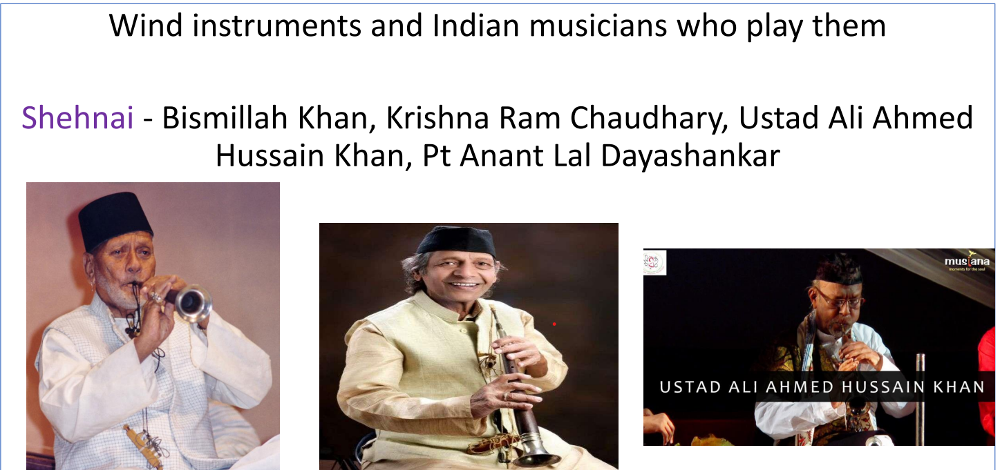 Wind instruments and Indian musicians who play them
Shehnai - Bismillah Khan, Krishna Ram Chaudhary, Ustad Ali Ahmed
Hussain Khan, Pt Anant Lal Dayashankar
musiana
moments for the soul
USTAD ALI AHMED HUSSAIN KHAN